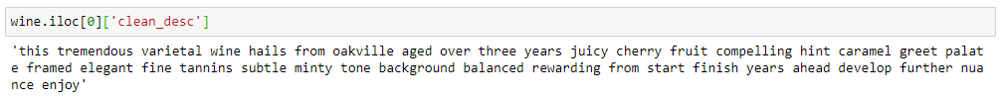 wine.iloc[0]['clean_desc']
'this tremendous varietal wine hails from oakville aged over three years juicy cherry fruit compelling hint caramel greet palat
e framed elegant fine tannins subtle minty tone background balanced rewarding from start finish years ahead develop further nua
nce enjoy'